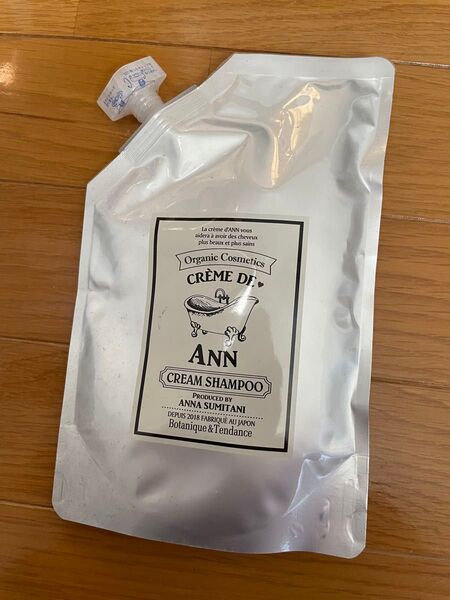 La crème d'ANN vous
aidera à avoir des cheveux
plus beaux et plus sains
Organic Cosmetics
CRÈME DE
ANN
CREAM SHAMPOO
PRODUCED BY
ANNA SUMITANI
DEPUIS 2018 FABRIQUÉ AU JAPON
Botanique&Tendance